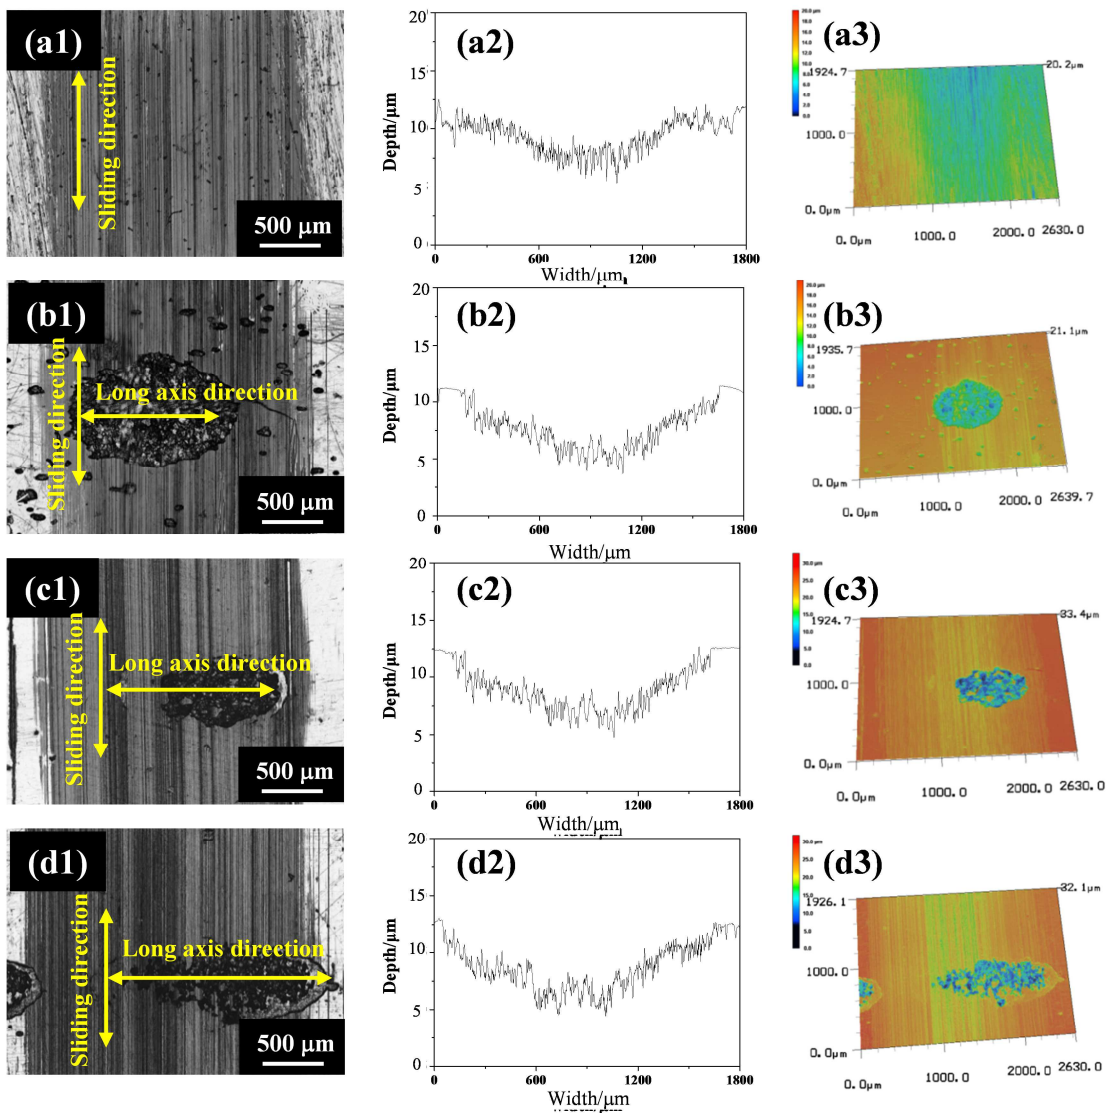 (a1)
Sliding direction
500 μm
(a2)
Depth/μm
20
15
10
5
0
0
600
1200
1800
Width/μm
(a3)
1924.7
20.2μm
1000.0
0.0μm
0.0μm
1000.0
2000.0
2630.0
(b1)
Sliding direction
Long axis direction
500 μm
(b2)
Depth/μm
20
15
10
5
0
0
600
1200
1800
Width/μm
(b3)
1935.7
21.1μm
1000.0
0.0μm
0.0μm
1000.0
2000.0
2639.7
(c1)
Sliding direction
Long axis direction
500 μm
(c2)
Depth/μm
20
15
10
5
0
0
600
1200
1800
Width/μm
(c3)
1924.7
33.4μm
1000.0
0.0μm
0.0μm
1000.0
2000.0
2630.0
(d1)
Sliding direction
Long axis direction
500 μm
(d2)
Depth/μm
20
15
10
5
0
0
600
1200
1800
Width/μm
(d3)
1926.1
32.1μm
1000.0
0.0μm
0.0μm
1000.0
2000.0
2630.0